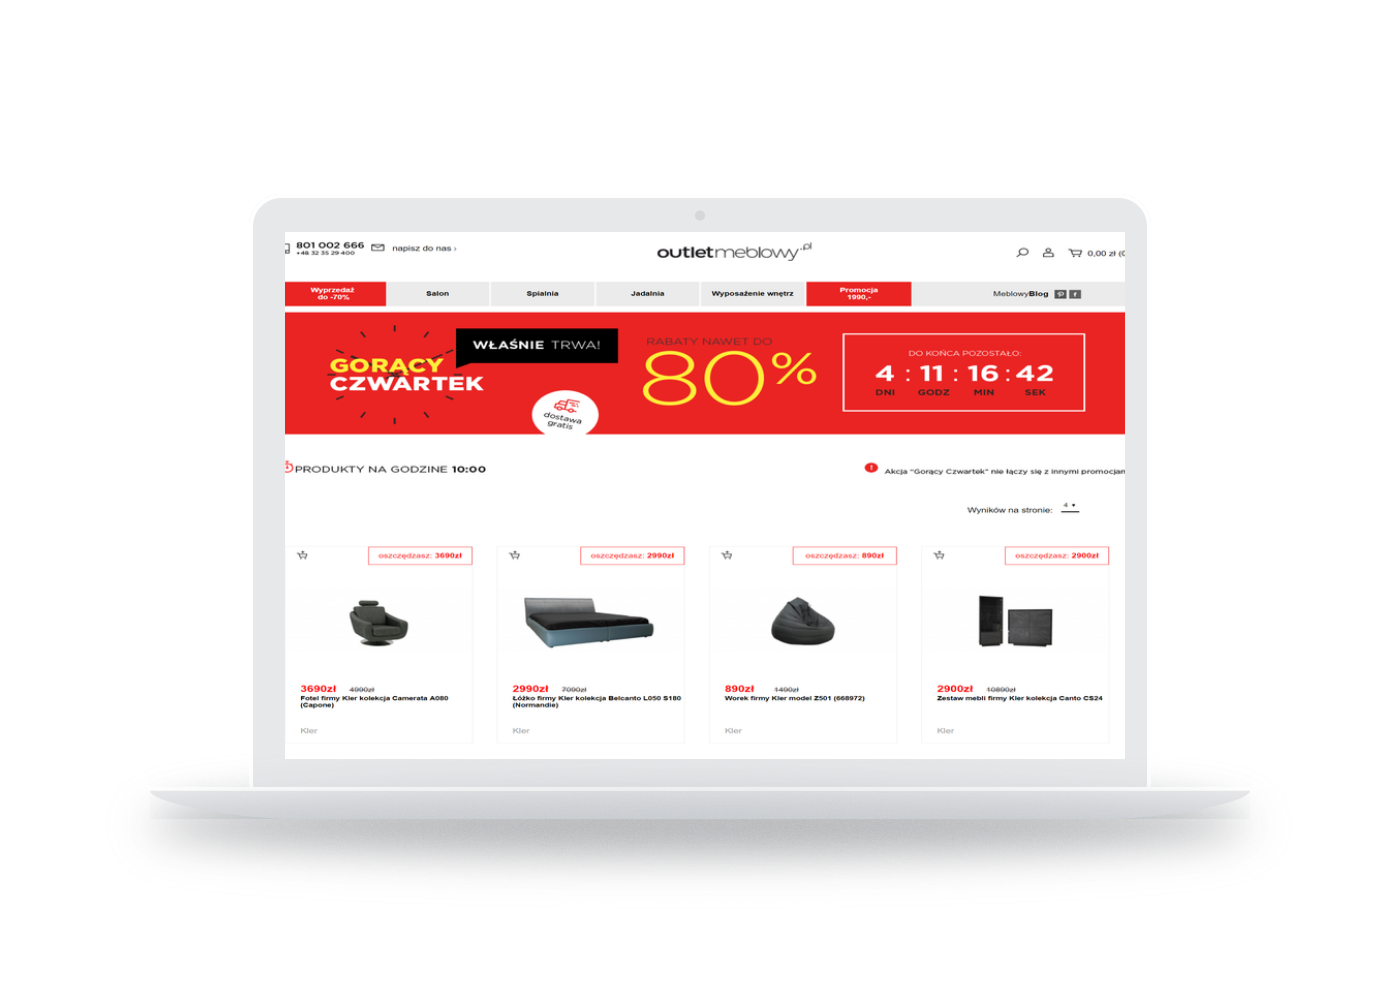 801 002 666
+48 32 35 29 400
napisz do nas ›
outletmeblowy.pl
0,00 zł (0
Wyprzedaż
do -70%
Salon
Sypialnia
Jadalnia
Wyposażenie wnętrz
Promocja
1990,-
MeblowyBlog
GORĄCY
CZWARTEK
WŁAŚNIE TRWA!
dostawa
gratis
RABATY NAWET DO
80%
DO KOŃCA POZOSTAŁO:
4 : 11 : 16 : 42
DNI GODZ MIN SEK
PRODUKTY NA GODZINE 10:00
Akcja "Gorący Czwartek" nie łączy się z innymi promocjam
Wyników na stronie: 4
oszczędzasz: 3690zł
oszczędzasz: 2990zł
oszczędzasz: 890zł
oszczędzasz: 2900zł
3690zł 4990zł
Fotel firmy Kler kolekcja Camerata A080
(Capone)
Kler
2990zł 7090zł
Łóżko firmy Kler kolekcja Belcanto L050 S180
(Normandie)
Kler
890zł 1490zł
Worek firmy Kler model Z501 (668972)
Kler
2900zł 10890zł
Zestaw mebli firmy Kler kolekcja Canto CS24
Kler